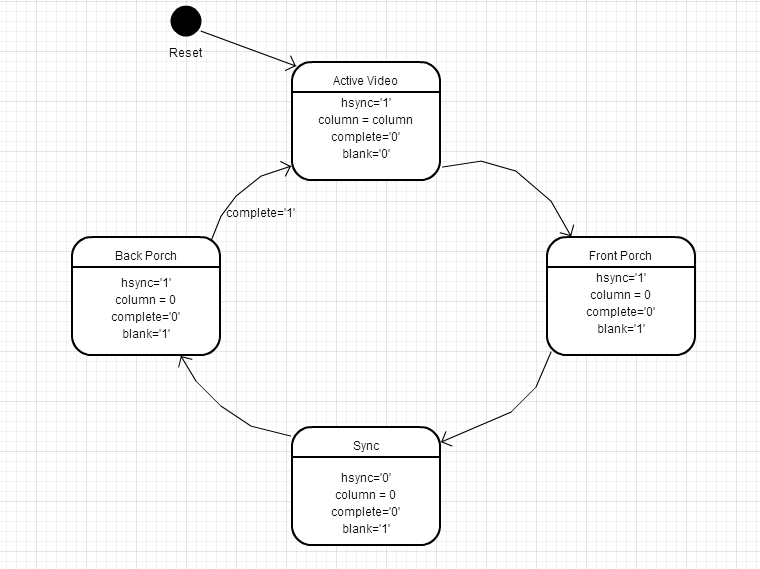 Reset
Active Video
hsync='1'
column = column
complete='0'
blank='0'
complete='1'
Back Porch
hsync='1'
column = 0
complete='0'
blank='1'
Front Porch
hsync='1'
column = 0
complete='0'
blank='1'
Sync
hsync='0'
column = 0
complete='0'
blank='1'